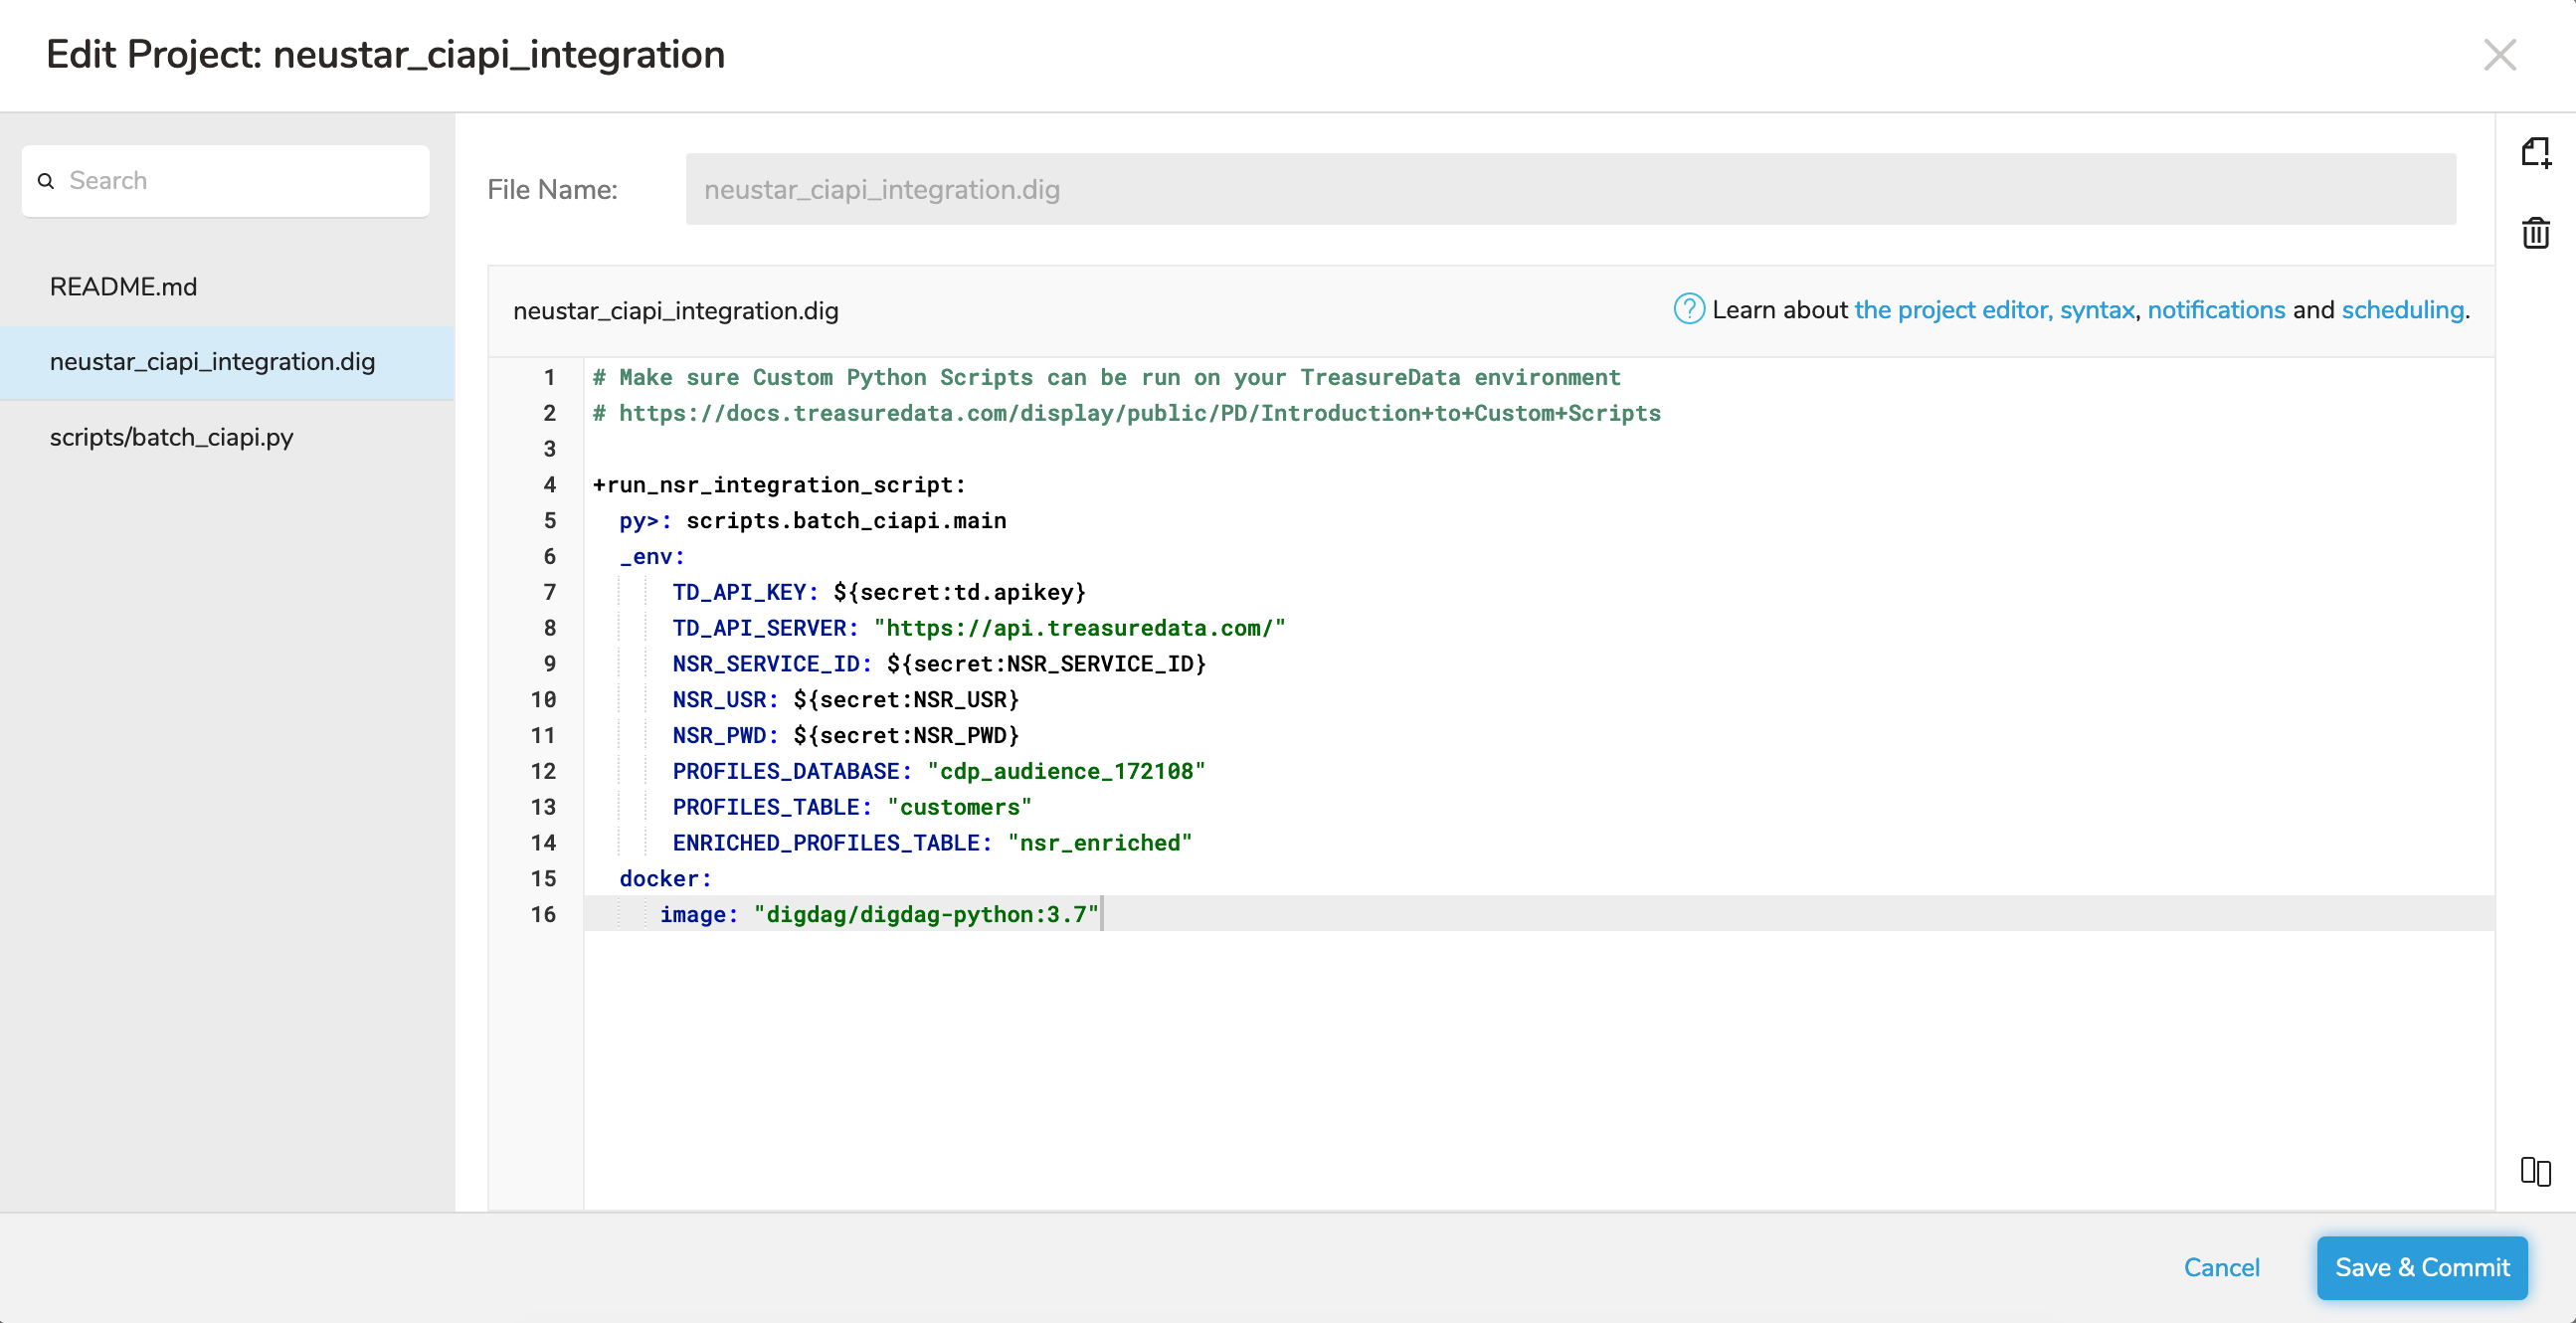 Edit Project: neustar_ciapi_integration
Search
README.md
neustar_ciapi_integration.dig
scripts/batch_ciapi.py
File Name: neustar_ciapi_integration.dig
neustar_ciapi_integration.dig
? Learn about the project editor, syntax, notifications and scheduling.
1 # Make sure Custom Python Scripts can be run on your TreasureData environment
2 # https://docs.treasuredata.com/display/public/PD/Introduction+to+Custom+Scripts
3
4 +run_nsr_integration_script:
5 py>: scripts.batch_ciapi.main
6 _env:
7 TD_API_KEY: ${secret:td.apikey}
8 TD_API_SERVER: "https://api.treasuredata.com/"
9 NSR_SERVICE_ID: ${secret:NSR_SERVICE_ID}
10 NSR_USR: ${secret:NSR_USR}
11 NSR_PWD: ${secret:NSR_PWD}
12 PROFILES_DATABASE: "cdp_audience_172108"
13 PROFILES_TABLE: "customers"
14 ENRICHED_PROFILES_TABLE: "nsr_enriched"
15 docker:
16 image: "digdag/digdag-python:3.7"
Cancel
Save & Commit